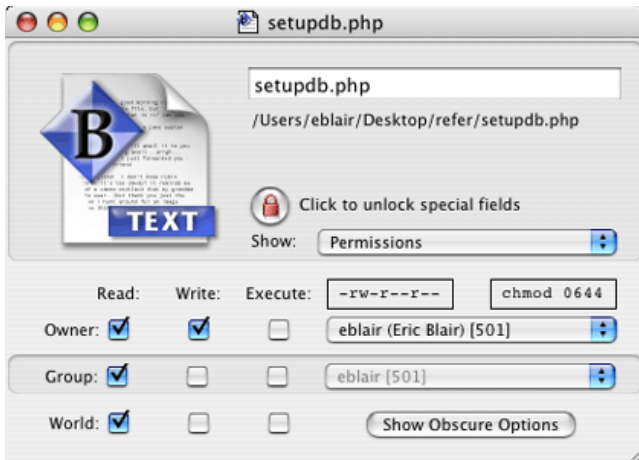 setupdb.php
setupdb.php
/Users/eblair/Desktop/refer/setupdb.php
B
TEXT
Click to unlock special fields
Show: Permissions
Read: Write: Execute: -rw-r--r-- chmod 0644
Owner: eblair (Eric Blair) [501]
Group: eblair [501]
World: Show Obscure Options